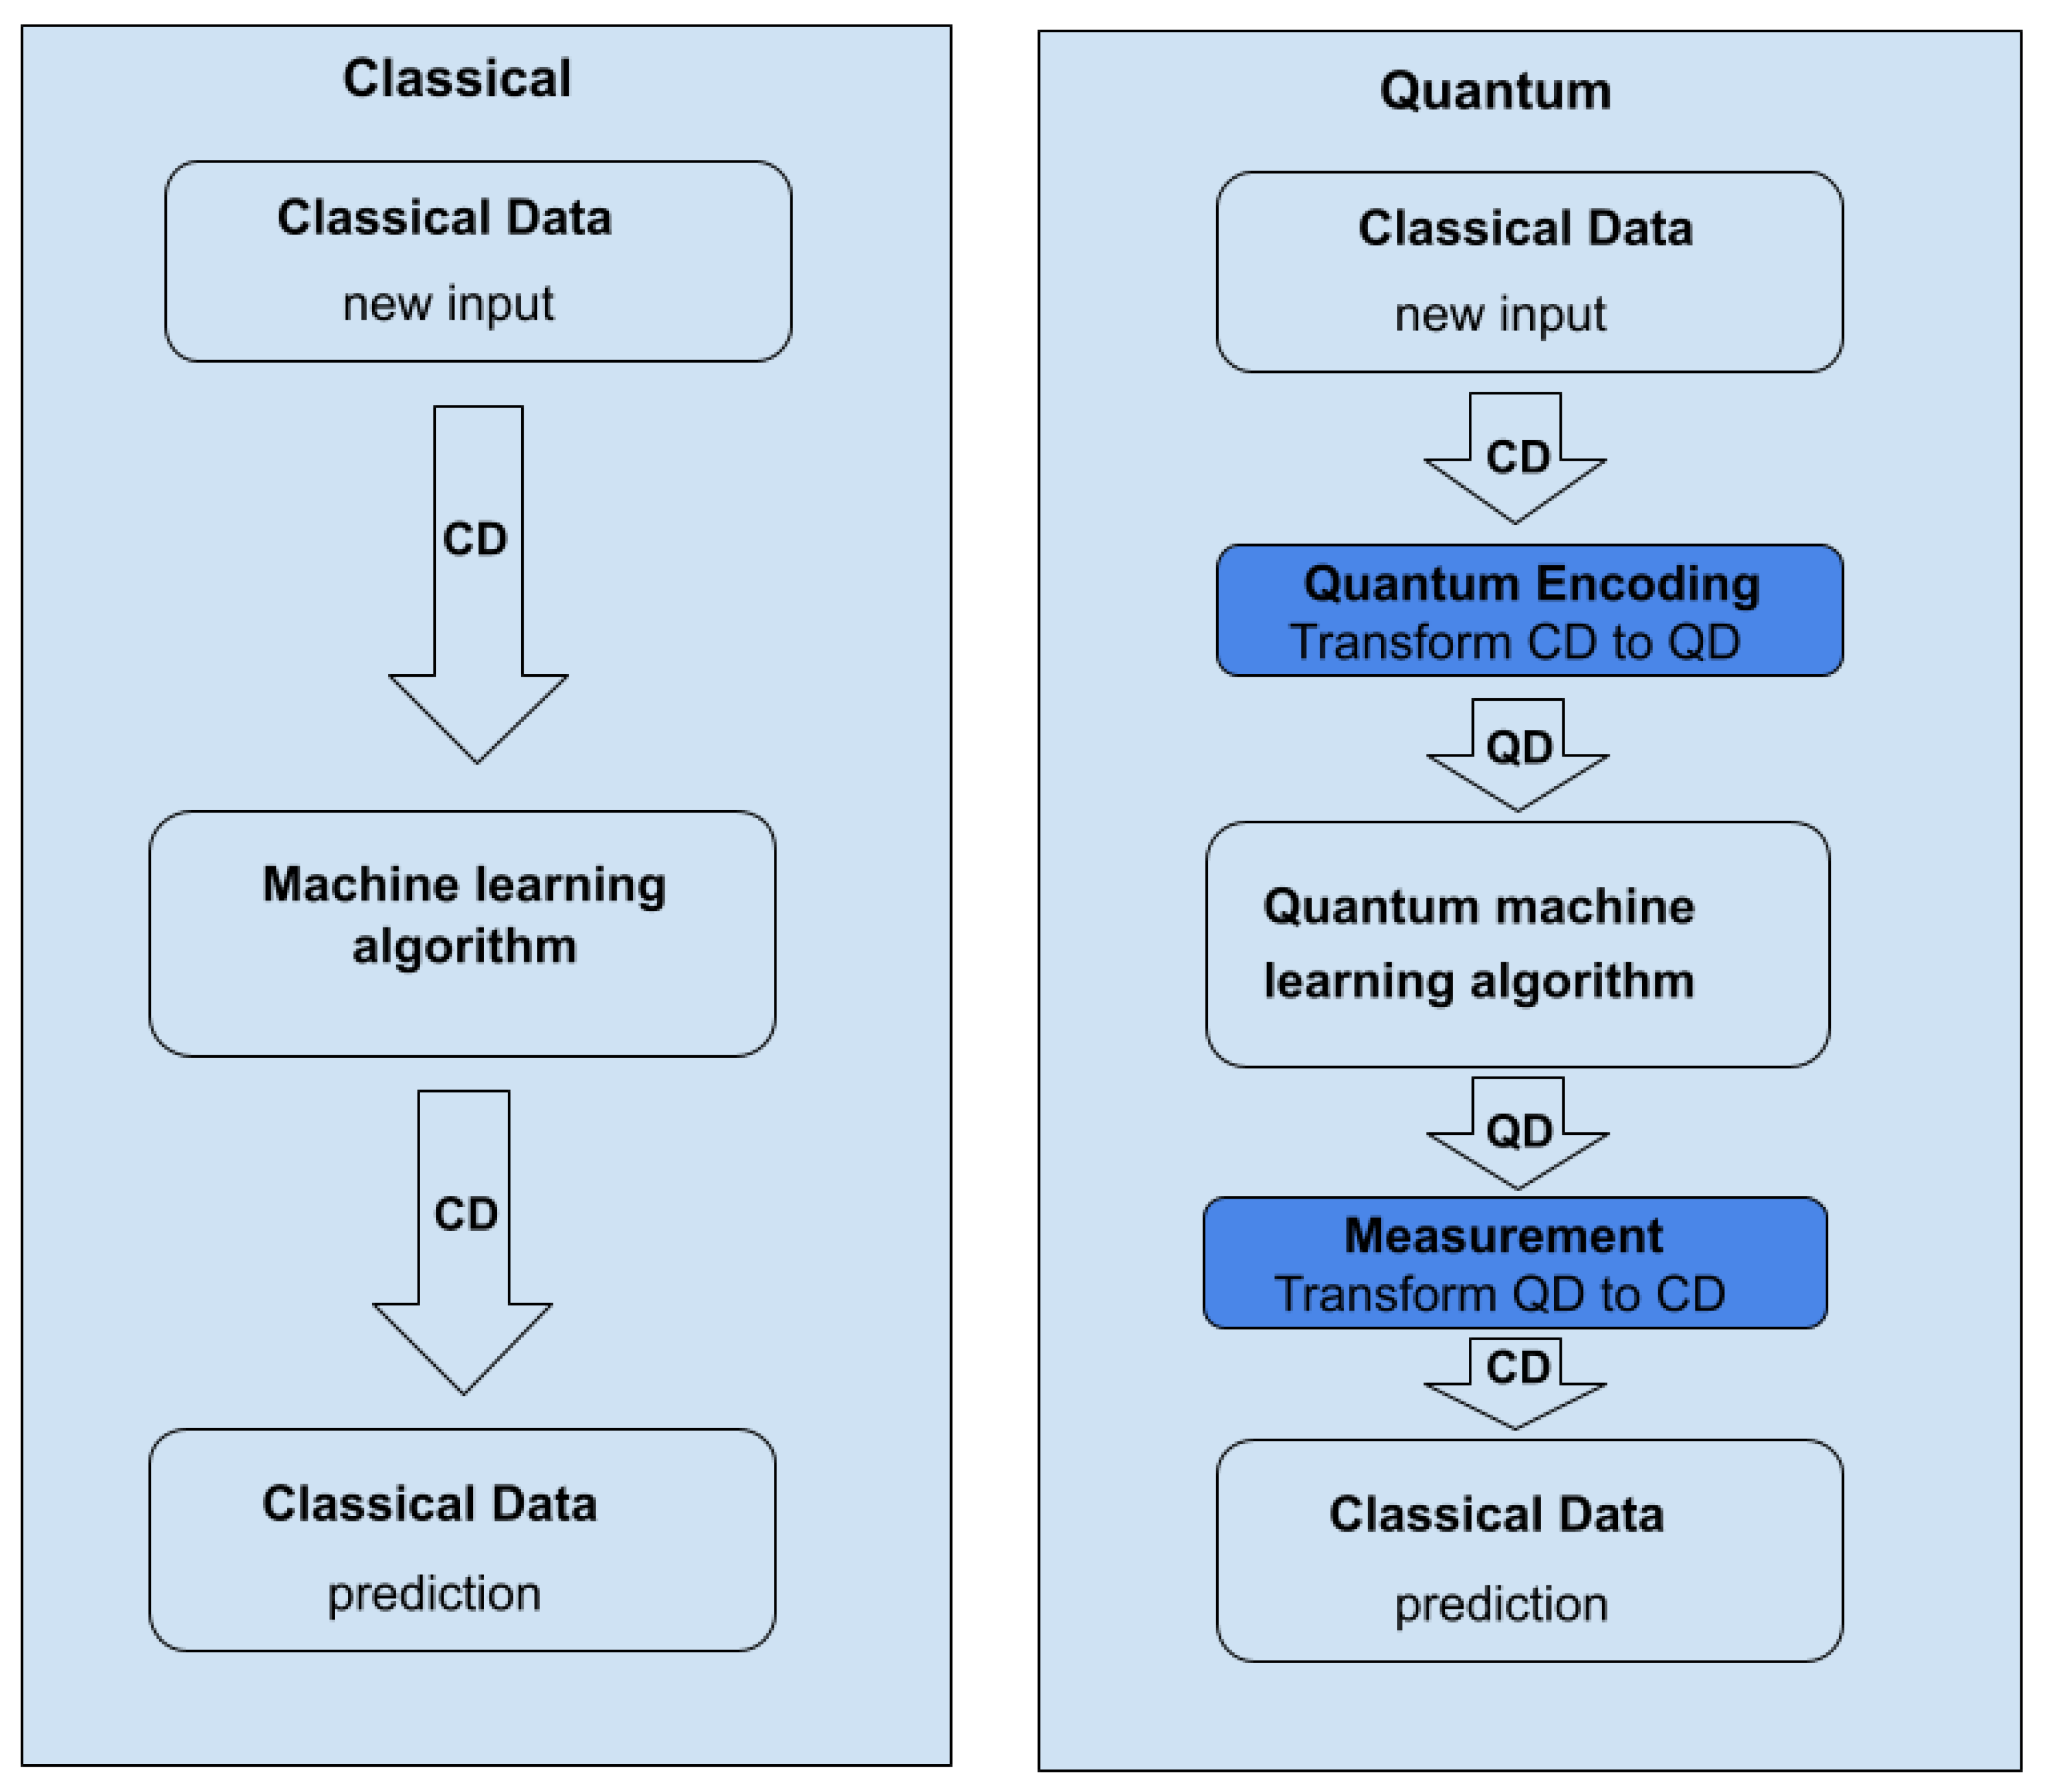 Classical
Classical Data
new input
CD
Machine learning
algorithm
CD
Classical Data
prediction
Quantum
Classical Data
new input
CD
Quantum Encoding
Transform CD to QD
QD
Quantum machine
learning algorithm
QD
Measurement
Transform QD to CD
CD
Classical Data
prediction